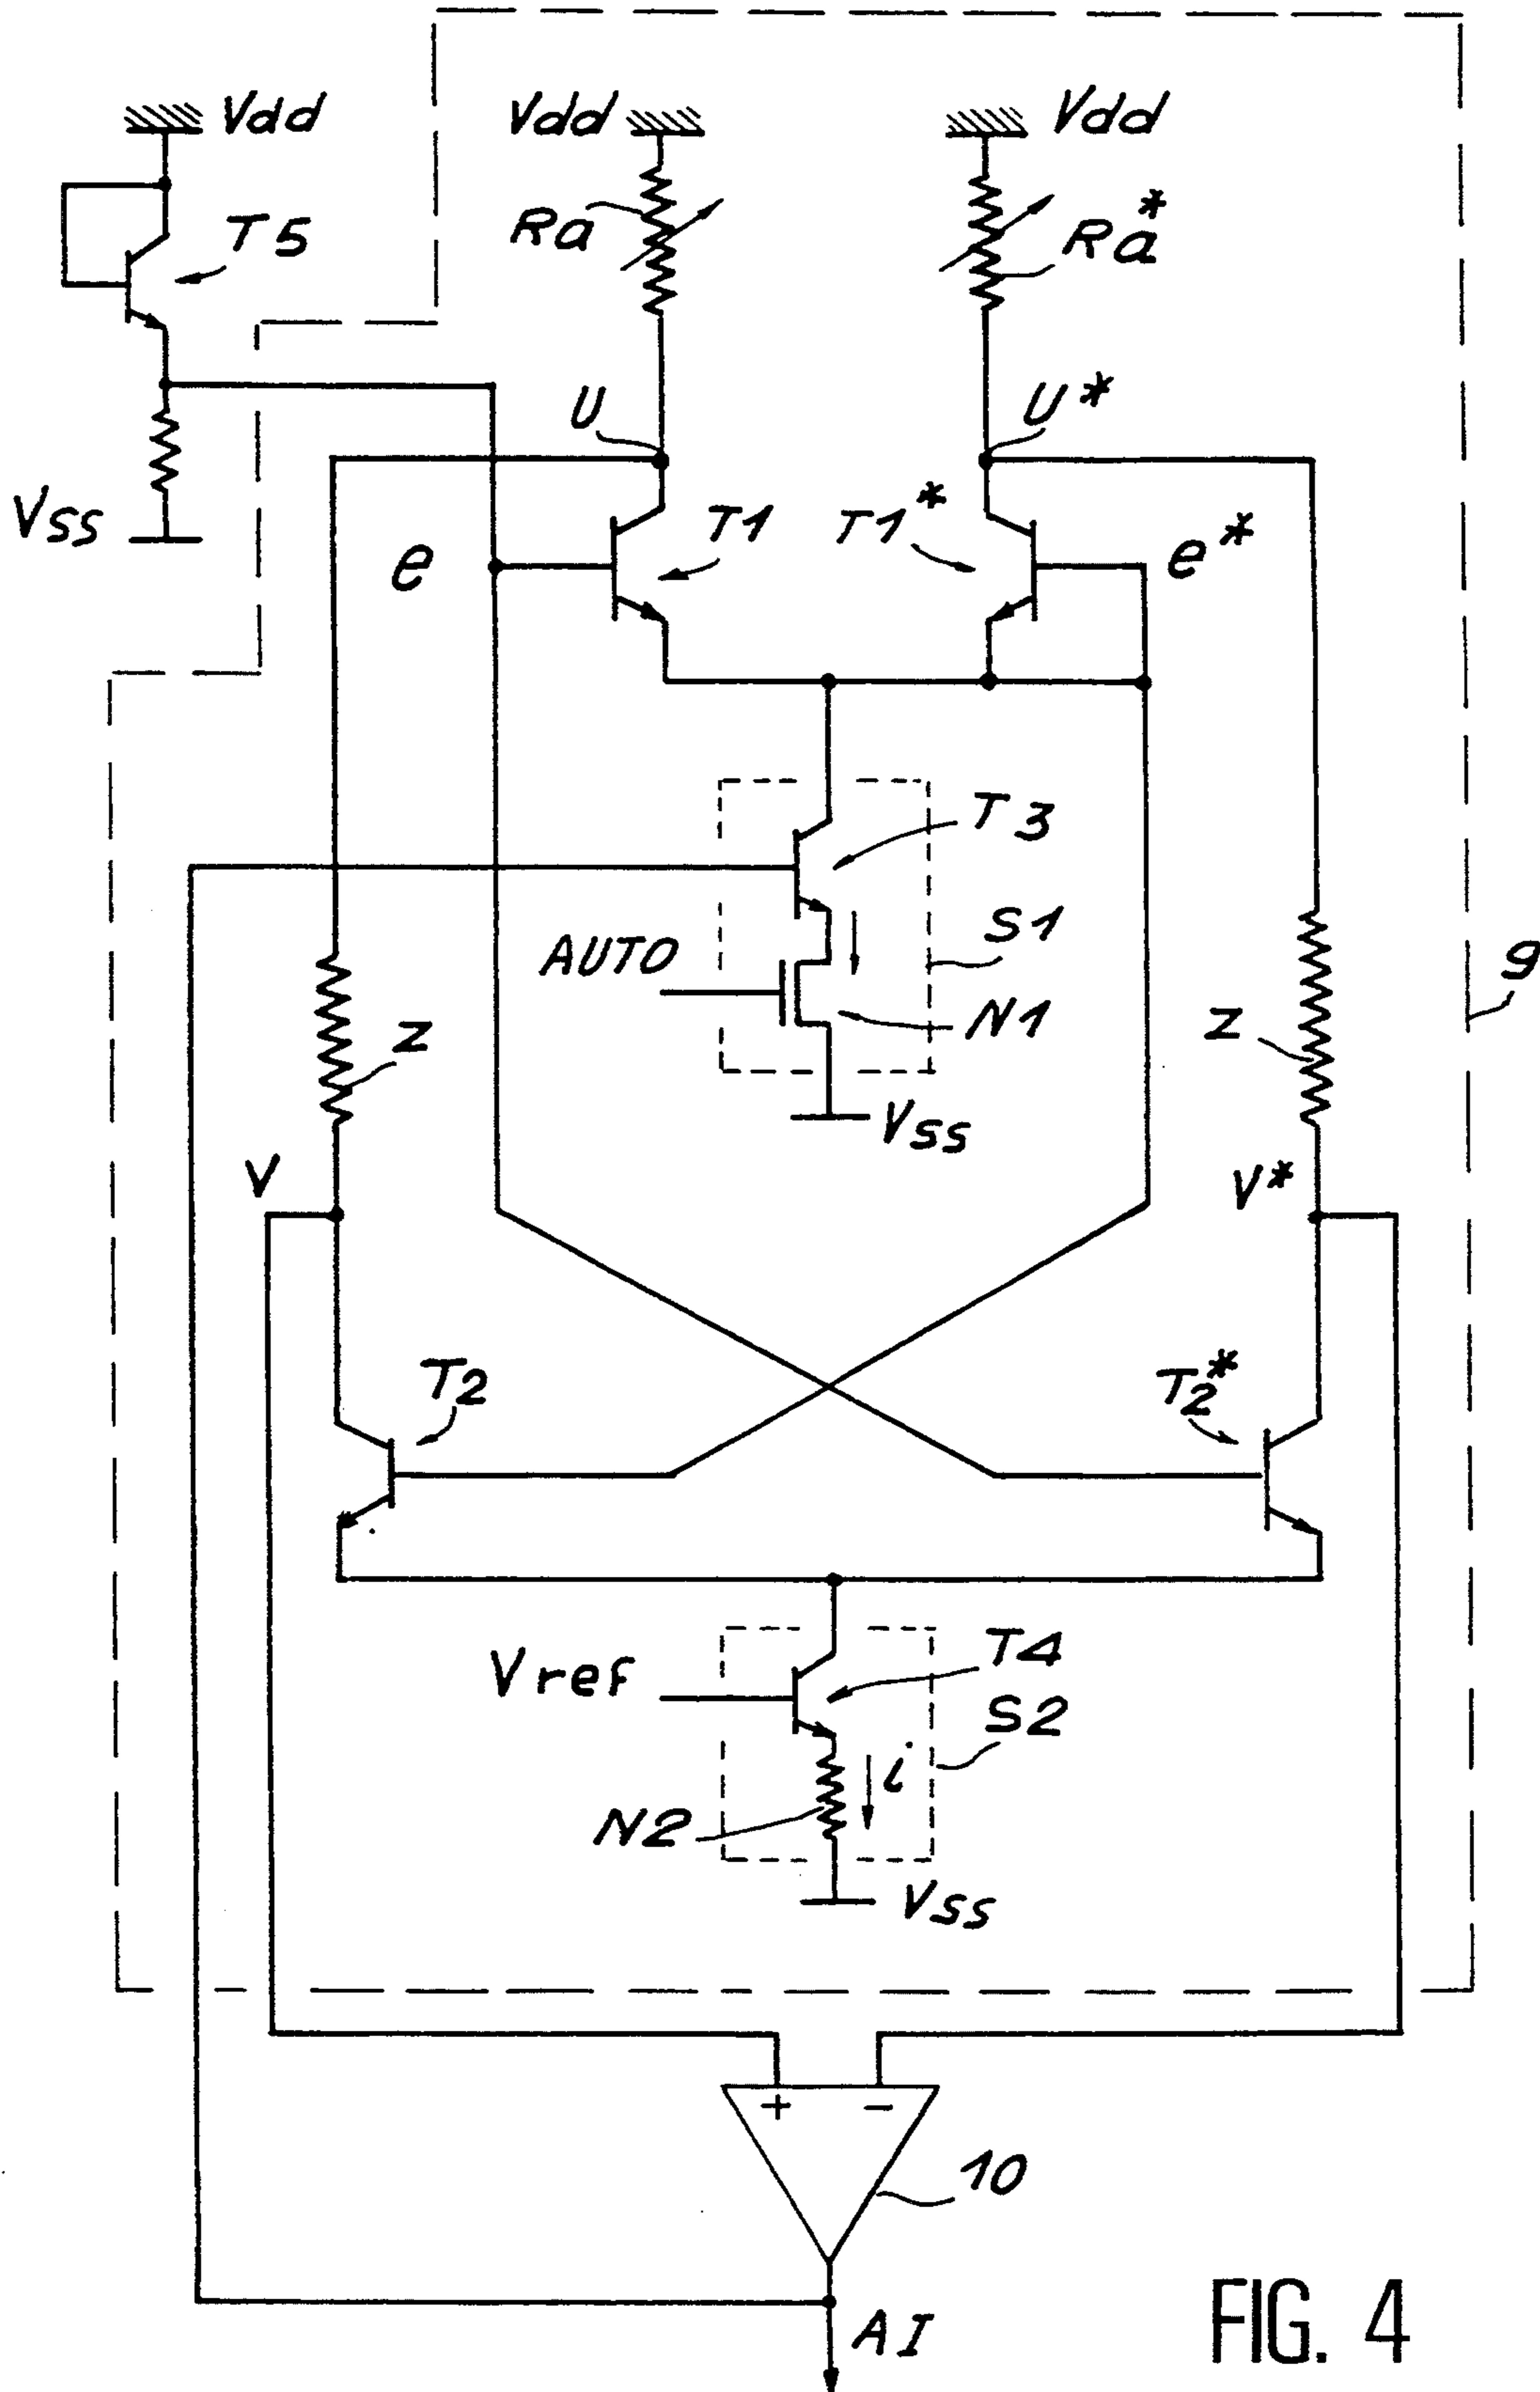 Vdd
Vdd
Vdd
T5
Ra
Ra*
U
U*
Vss
e
T1
T1*
e*
T3
AUTO
S1
N1
9
Z
Z
Vss
V
V*
T2
T2*
Vref
T4
S2
i
N2
Vss
+
-
10
AI
FIG. 4